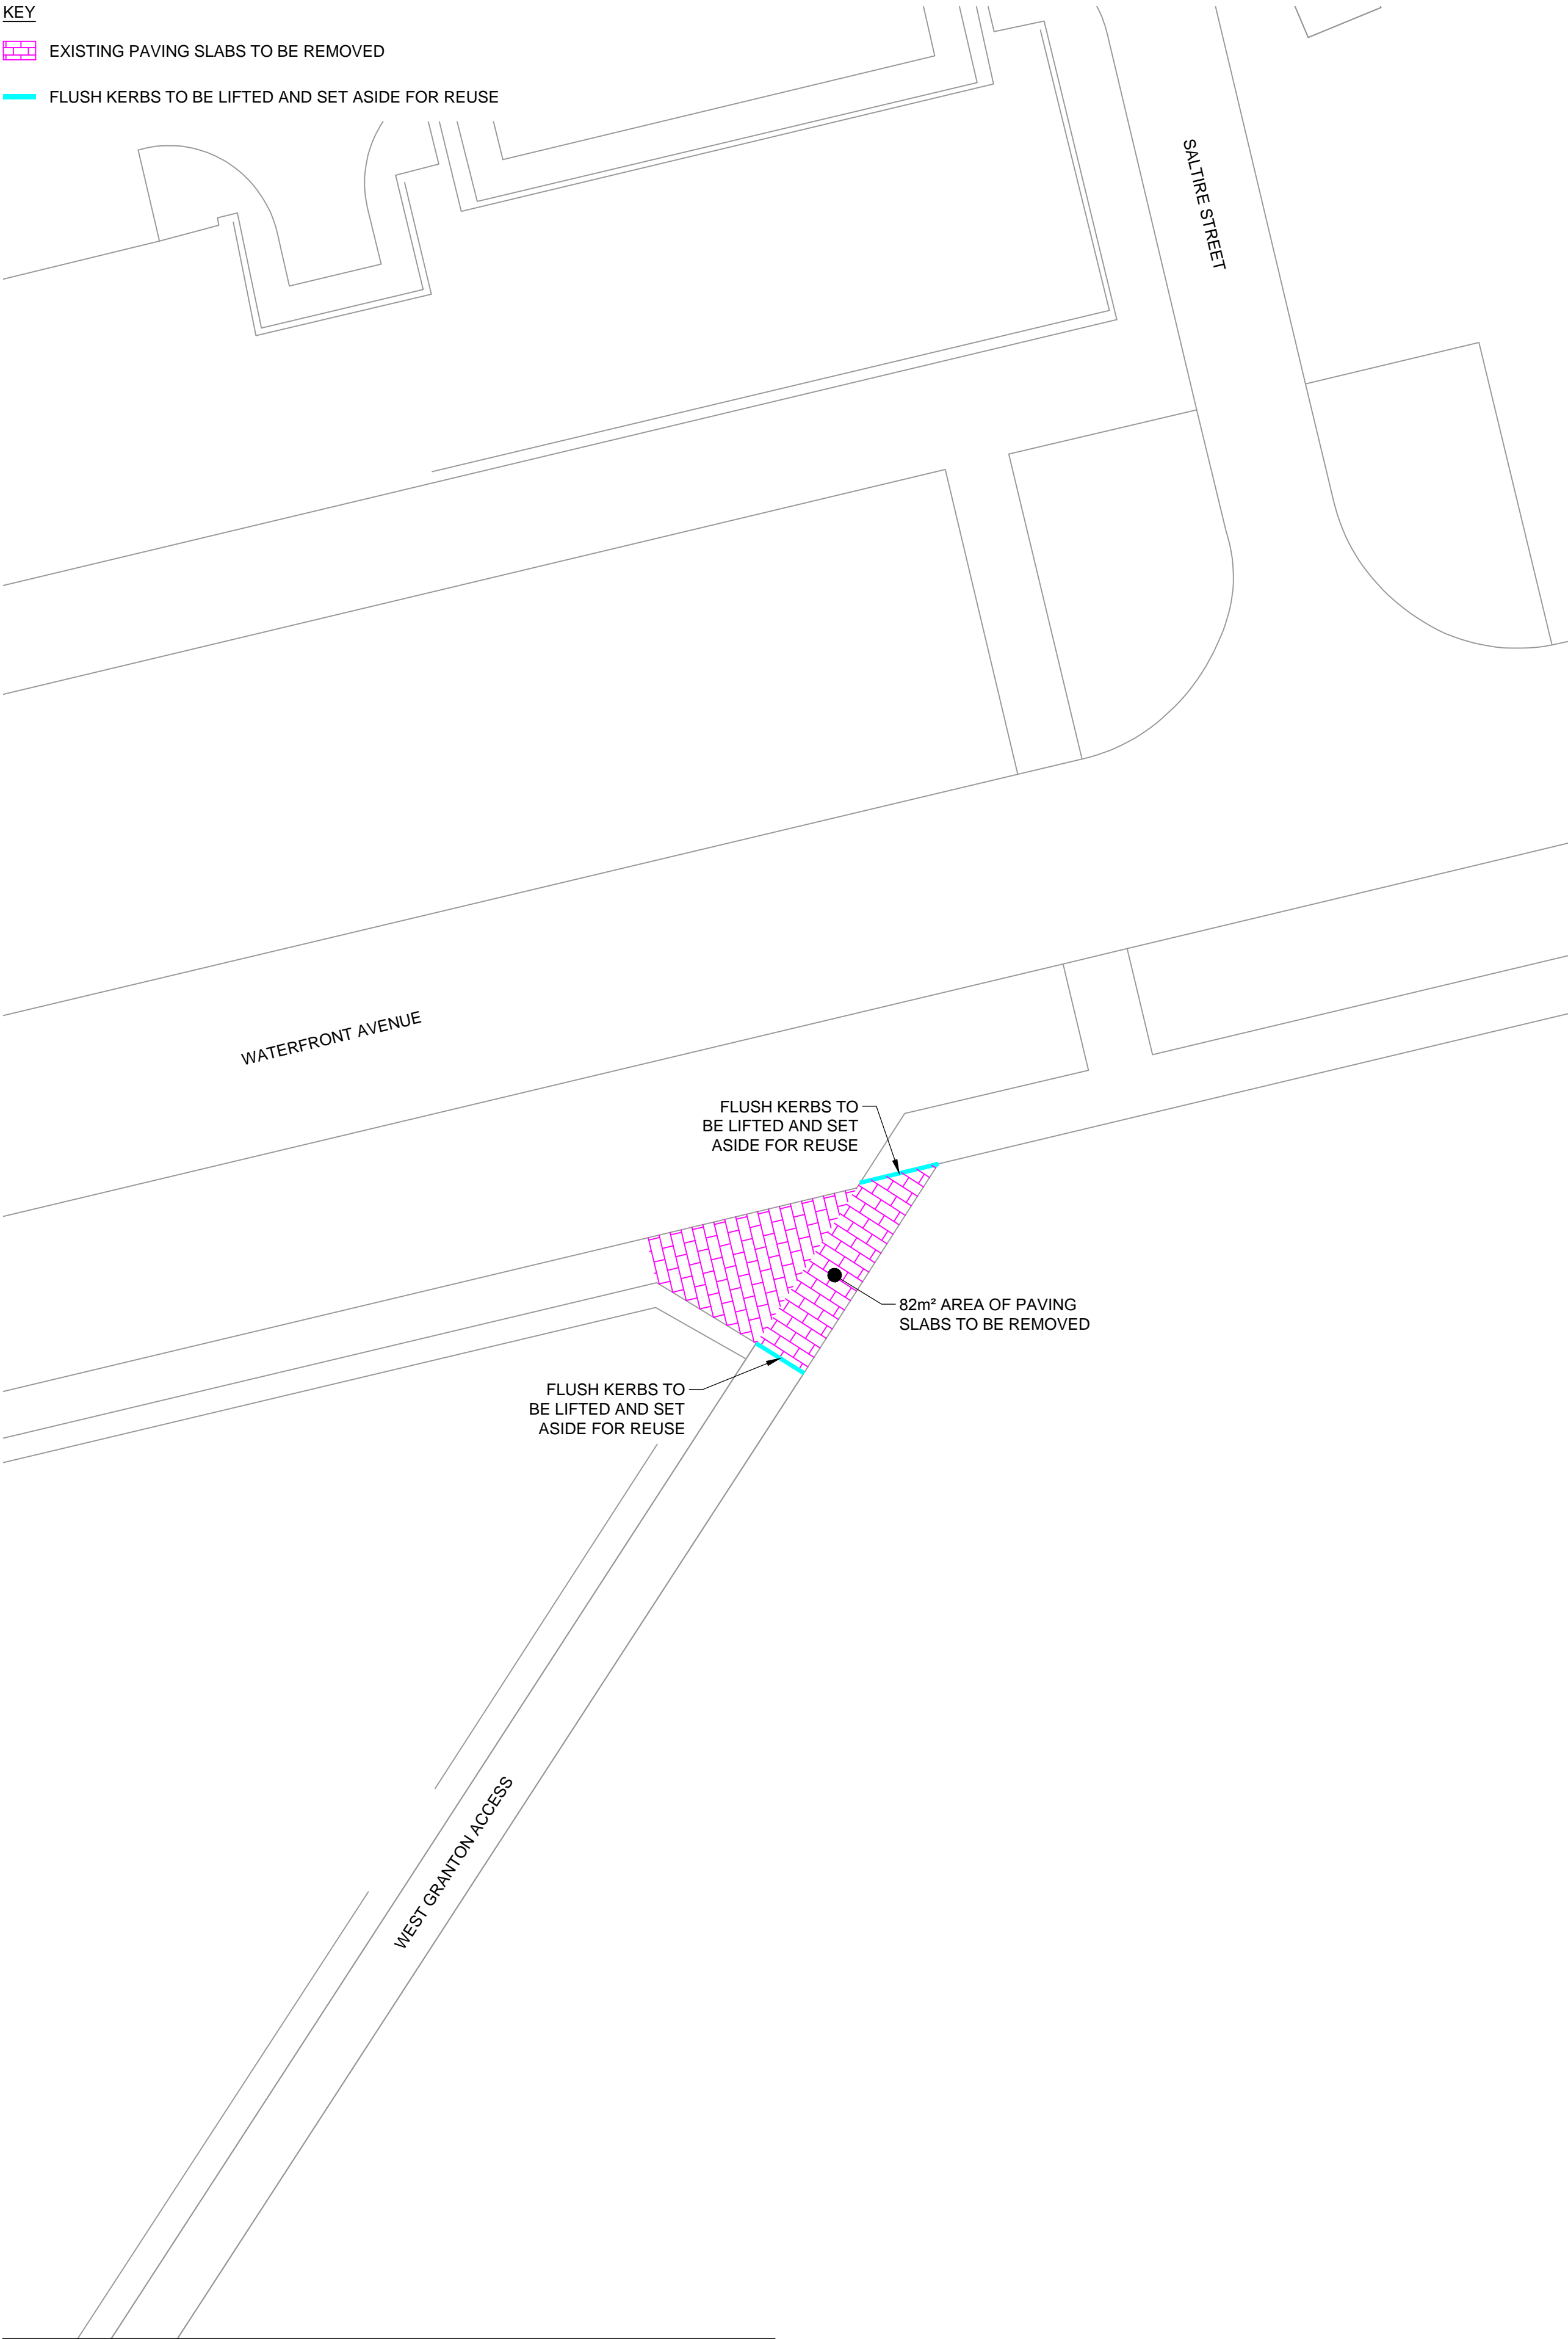 KEY
EXISTING PAVING SLABS TO BE REMOVED
FLUSH KERBS TO BE LIFTED AND SET ASIDE FOR REUSE
SALTIRE STREET
WATERFRONT AVENUE
FLUSH KERBS TO
BE LIFTED AND SET
ASIDE FOR REUSE
82m² AREA OF PAVING
SLABS TO BE REMOVED
FLUSH KERBS TO
BE LIFTED AND SET
ASIDE FOR REUSE
WEST GRANTON ACCESS